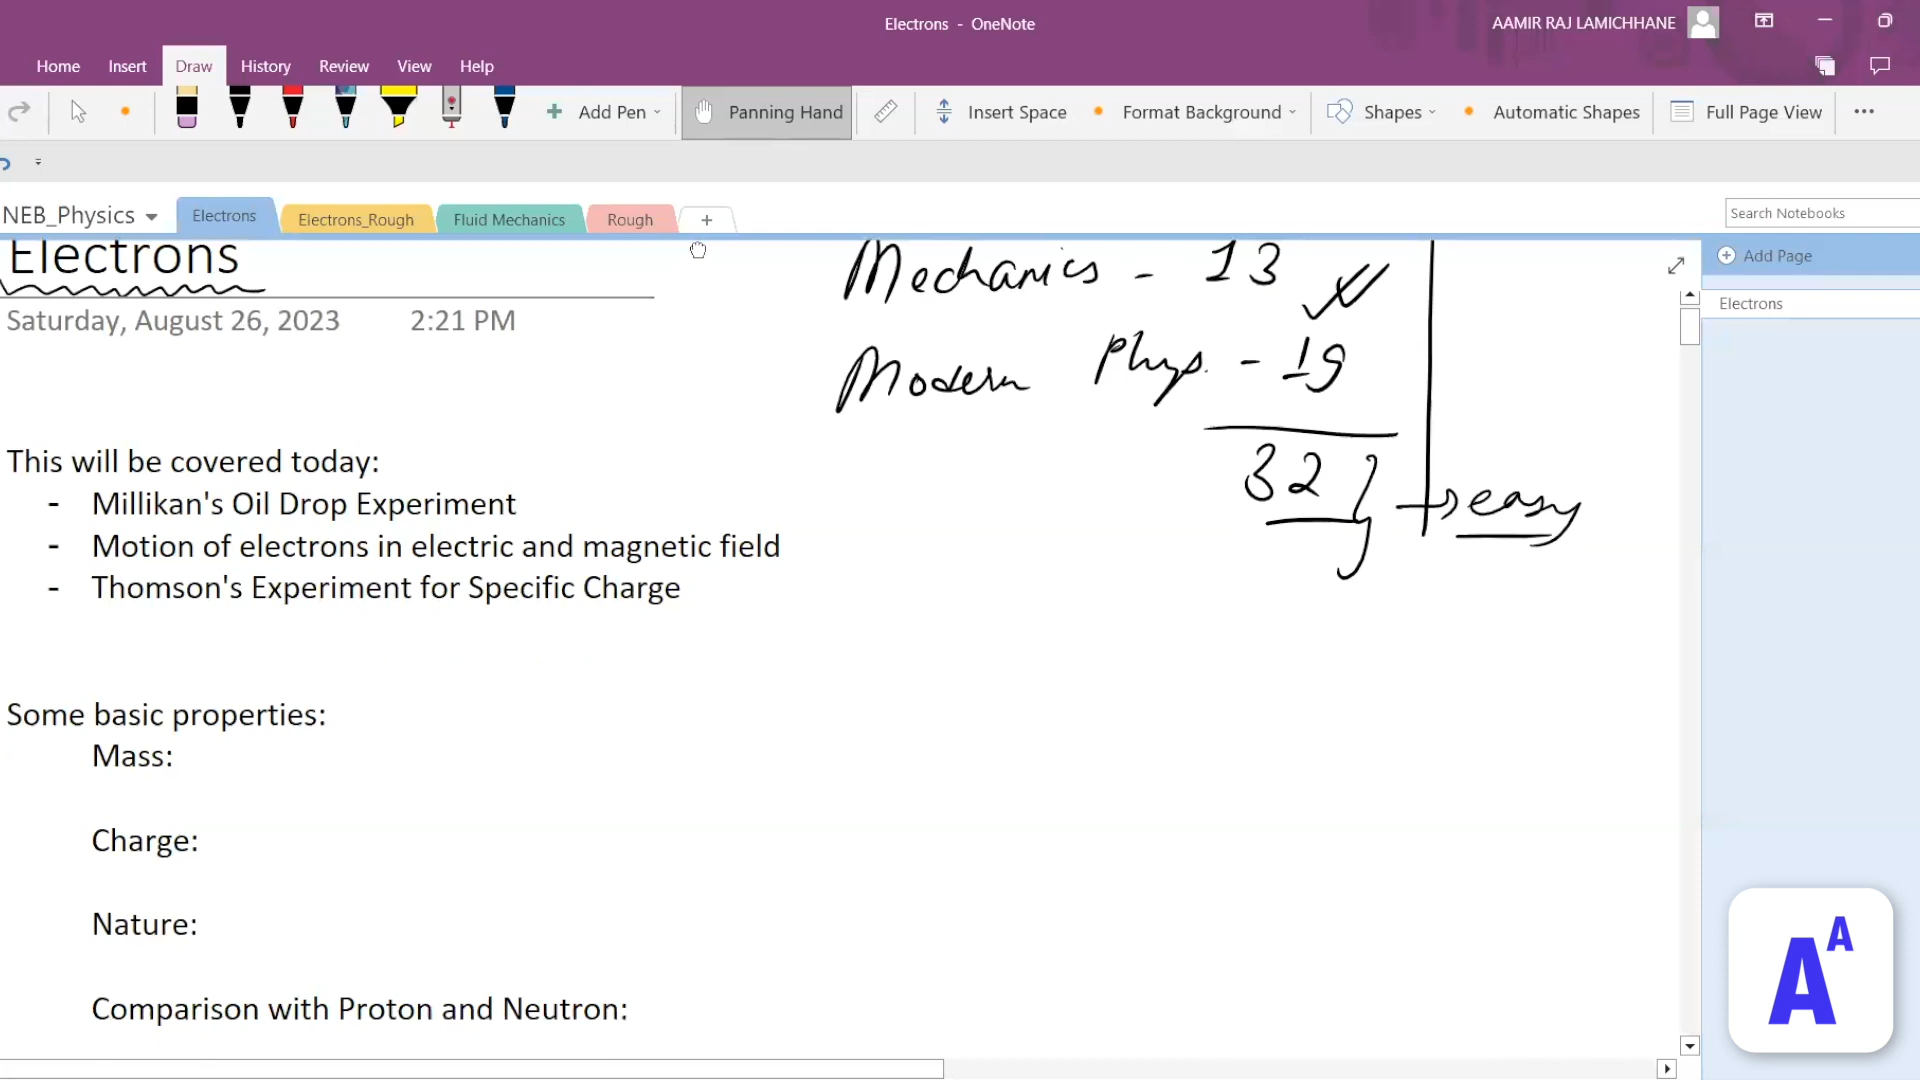 Electrons - OneNote
AAMIR RAJ LAMICHHANE
Home Insert Draw History Review View Help
Add Pen Panning Hand Insert Space Format Background Shapes Automatic Shapes Full Page View
NEB_Physics Electrons Electrons_Rough Fluid Mechanics Rough + Search Notebooks
Electrons
Saturday, August 26, 2023 2:21 PM
Mechanics - 13
Modern Phys. - 19
32 → easy
Add Page
Electrons
This will be covered today:
- Millikan's Oil Drop Experiment
- Motion of electrons in electric and magnetic field
- Thomson's Experiment for Specific Charge
Some basic properties:
Mass:
Charge:
Nature:
Comparison with Proton and Neutron:
A A